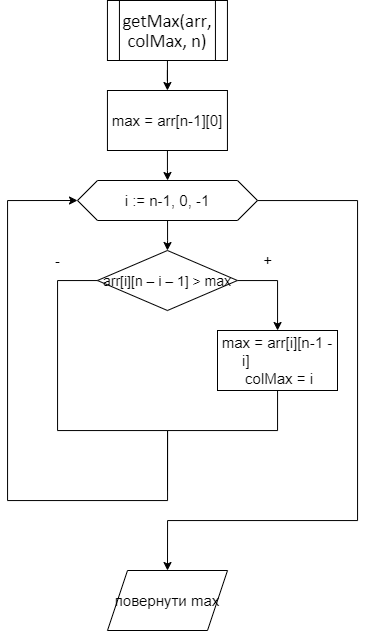 getMax(arr,
colMax, n)
max = arr[n-1][0]
i := n-1, 0, -1
-
+
arr[i][n – i – 1] > max
max = arr[i][n-1 -
i]
colMax = i
повернути max